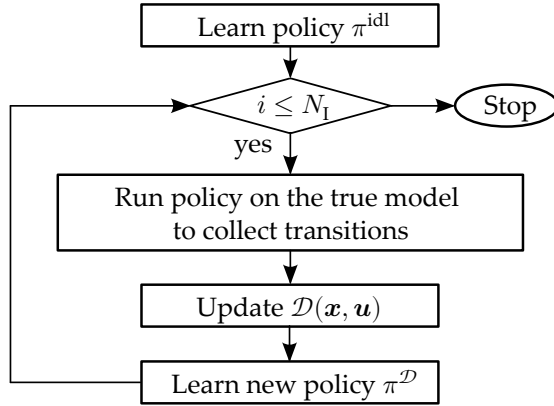 Learn policy π^idl
i ≤ N_I
Stop
yes
Run policy on the true model
to collect transitions
Update 𝒟(x, u)
Learn new policy π^𝒟